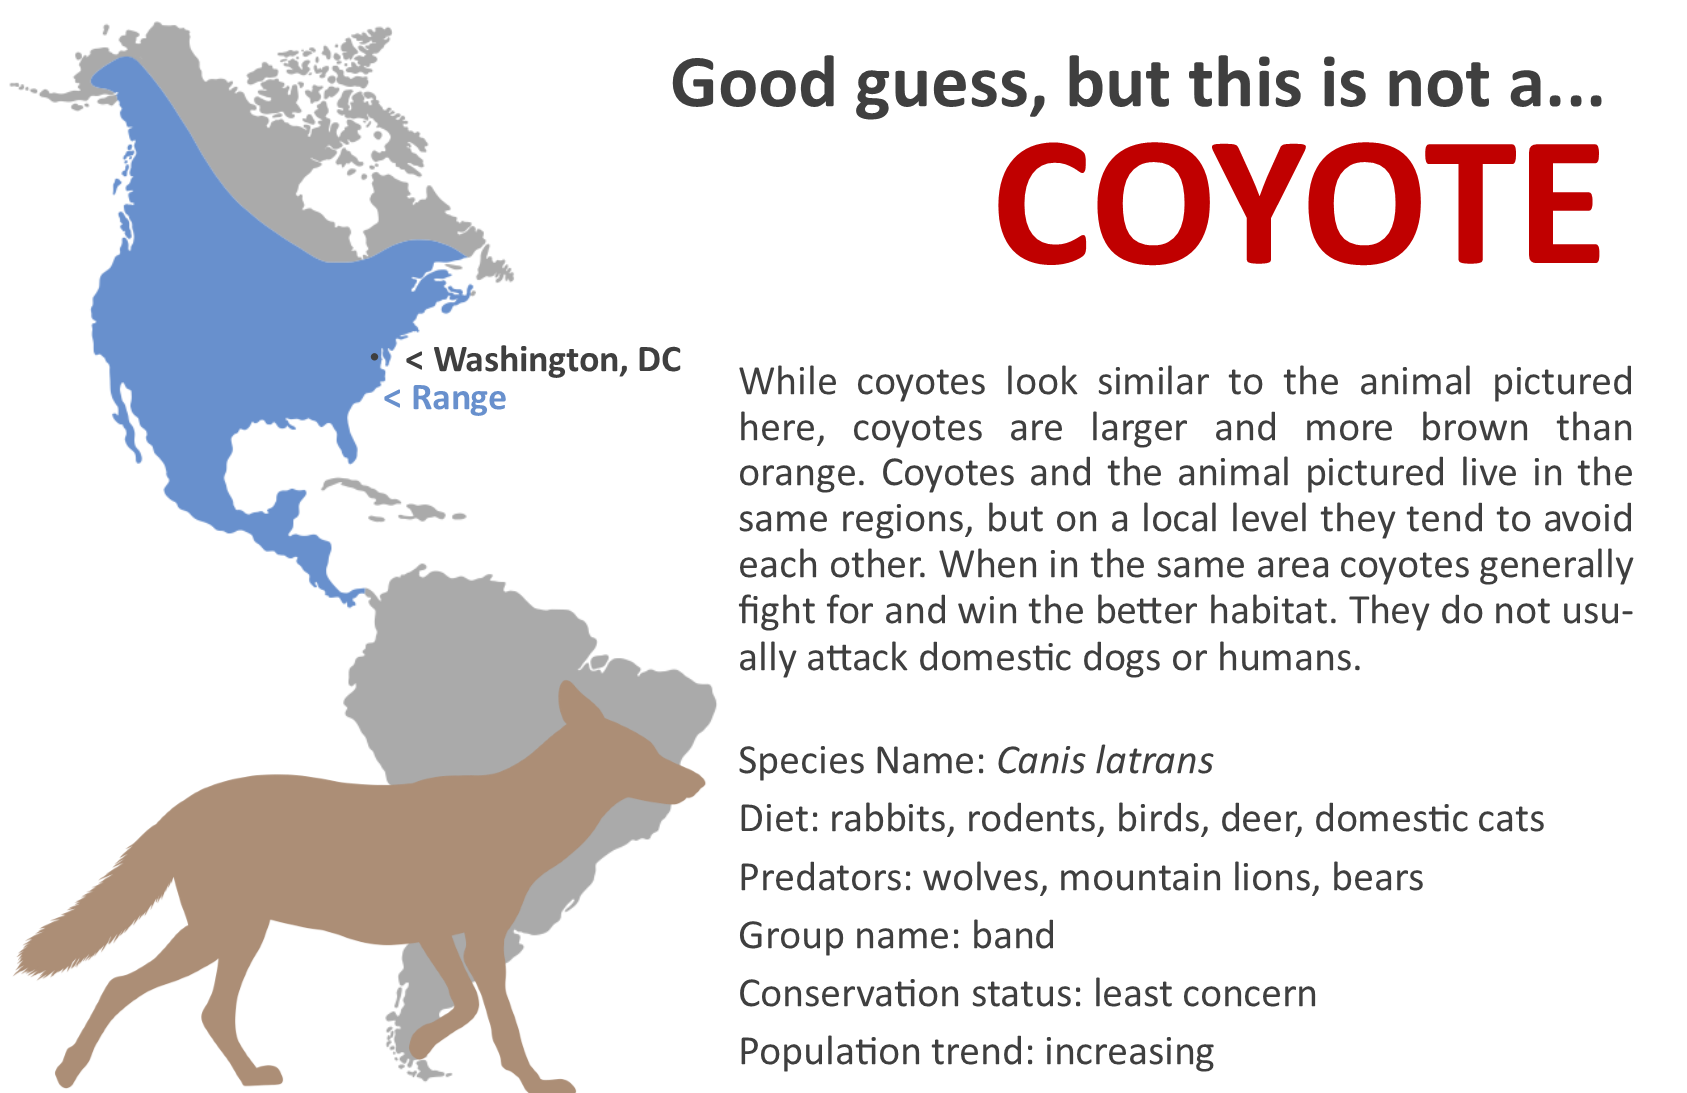 Good guess, but this is not a...
COYOTE
< Washington, DC
< Range
While coyotes look similar to the animal pictured
here, coyotes are larger and more brown than
orange. Coyotes and the animal pictured live in the
same regions, but on a local level they tend to avoid
each other. When in the same area coyotes generally
fight for and win the better habitat. They do not usu-
ally attack domestic dogs or humans.
Species Name: Canis latrans
Diet: rabbits, rodents, birds, deer, domestic cats
Predators: wolves, mountain lions, bears
Group name: band
Conservation status: least concern
Population trend: increasing